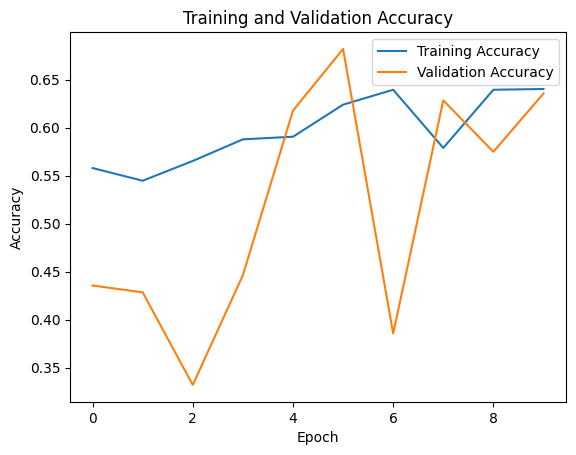 Training and Validation Accuracy
Training Accuracy
Validation Accuracy
0.65
0.60
0.55
0.50
0.45
0.40
0.35
Accuracy
0 2 4 6 8
Epoch